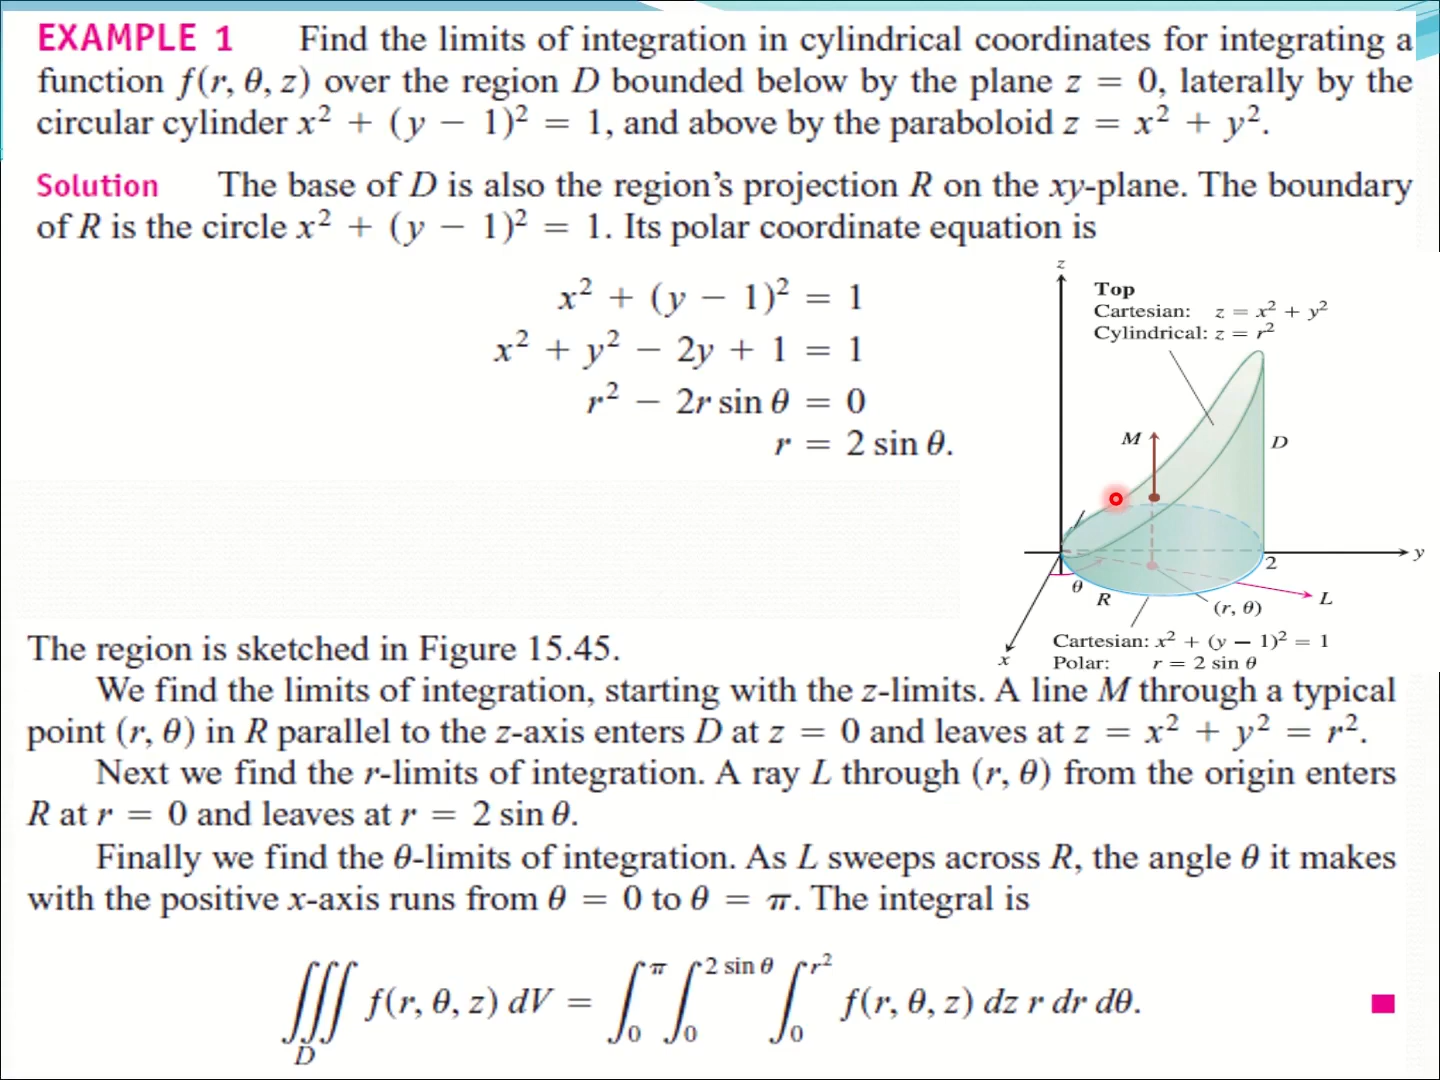 EXAMPLE 1 Find the limits of integration in cylindrical coordinates for integrating a
function f(r, θ, z) over the region D bounded below by the plane z = 0, laterally by the
circular cylinder x² + (y − 1)² = 1, and above by the paraboloid z = x² + y².
Solution The base of D is also the region’s projection R on the xy-plane. The boundary
of R is the circle x² + (y − 1)² = 1. Its polar coordinate equation is
x² + (y − 1)² = 1
x² + y² − 2y + 1 = 1
r² − 2r sin θ = 0
r = 2 sin θ.
z
Top
Cartesian: z = x² + y²
Cylindrical: z = r²
M
D
y
2
θ
R
(r, θ)
L
x
Cartesian: x² + (y − 1)² = 1
Polar: r = 2 sin θ
The region is sketched in Figure 15.45.
We find the limits of integration, starting with the z-limits. A line M through a typical
point (r, θ) in R parallel to the z-axis enters D at z = 0 and leaves at z = x² + y² = r².
Next we find the r-limits of integration. A ray L through (r, θ) from the origin enters
R at r = 0 and leaves at r = 2 sin θ.
Finally we find the θ-limits of integration. As L sweeps across R, the angle θ it makes
with the positive x-axis runs from θ = 0 to θ = π. The integral is
∭_D f(r, θ, z) dV = ∫₀^π ∫₀^{2 sin θ} ∫₀^{r²} f(r, θ, z) dz r dr dθ.